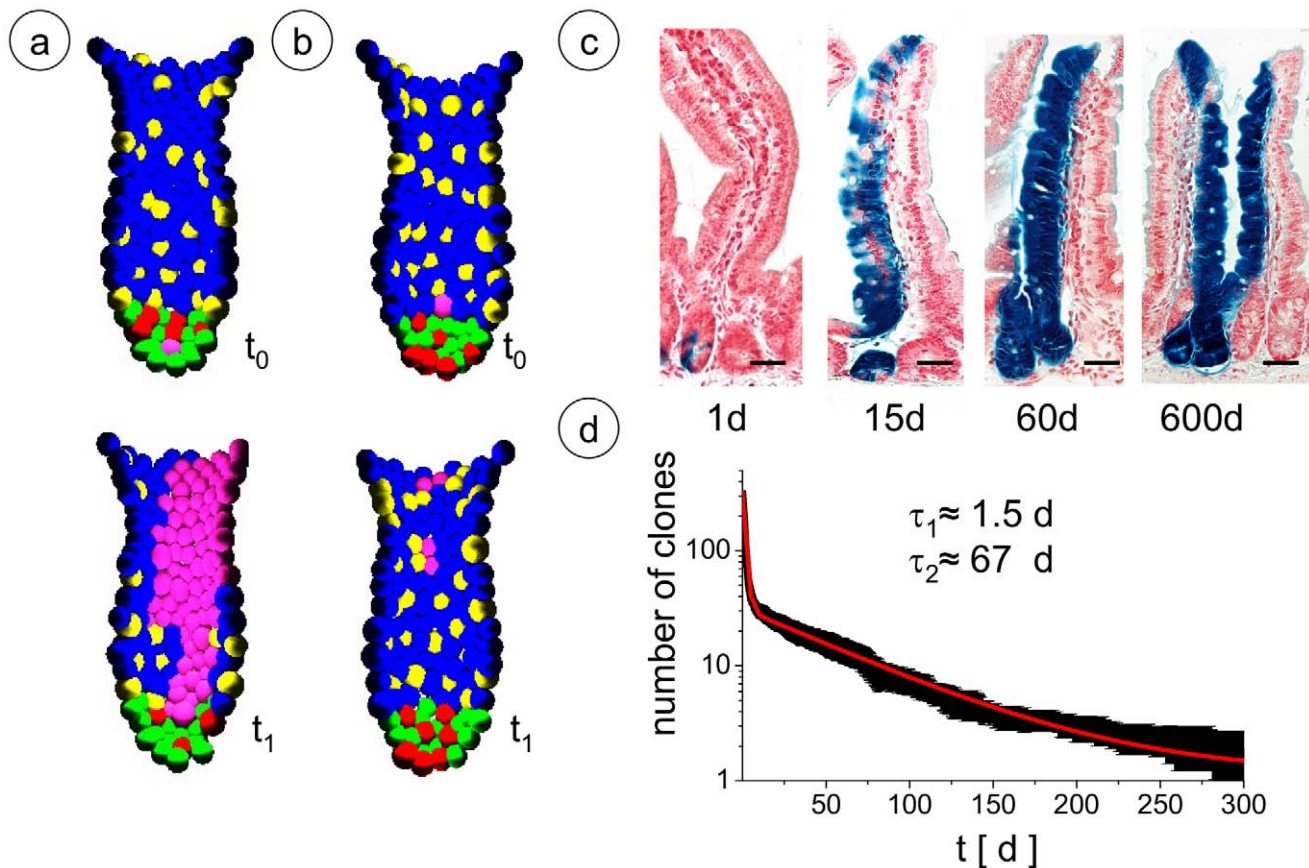 a
b
c
t0
t0
1d
15d
60d
600d
d
t1
t1
τ1≈ 1.5 d
τ2≈ 67 d
number of clones
100
10
1
50
100
150
200
250
300
t [ d ]